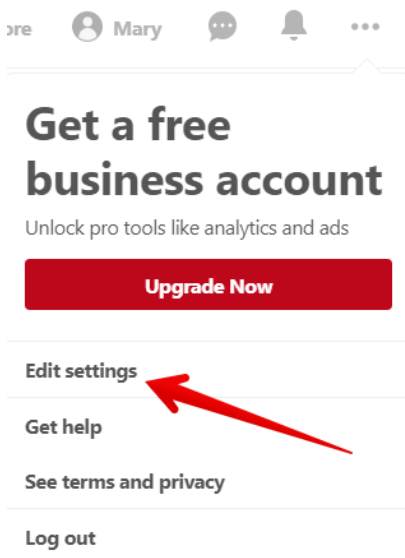 Mary
Get a free
business account
Unlock pro tools like analytics and ads
Upgrade Now
Edit settings
Get help
See terms and privacy
Log out